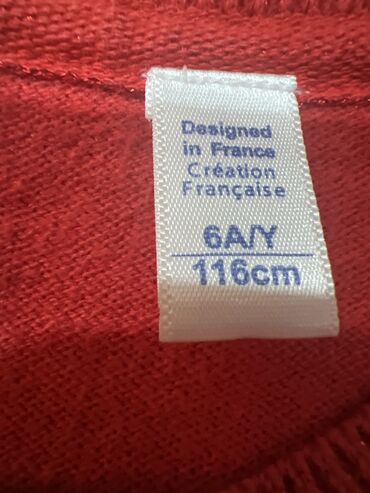 Designed
in France
Création
Française
6A/Y
116cm